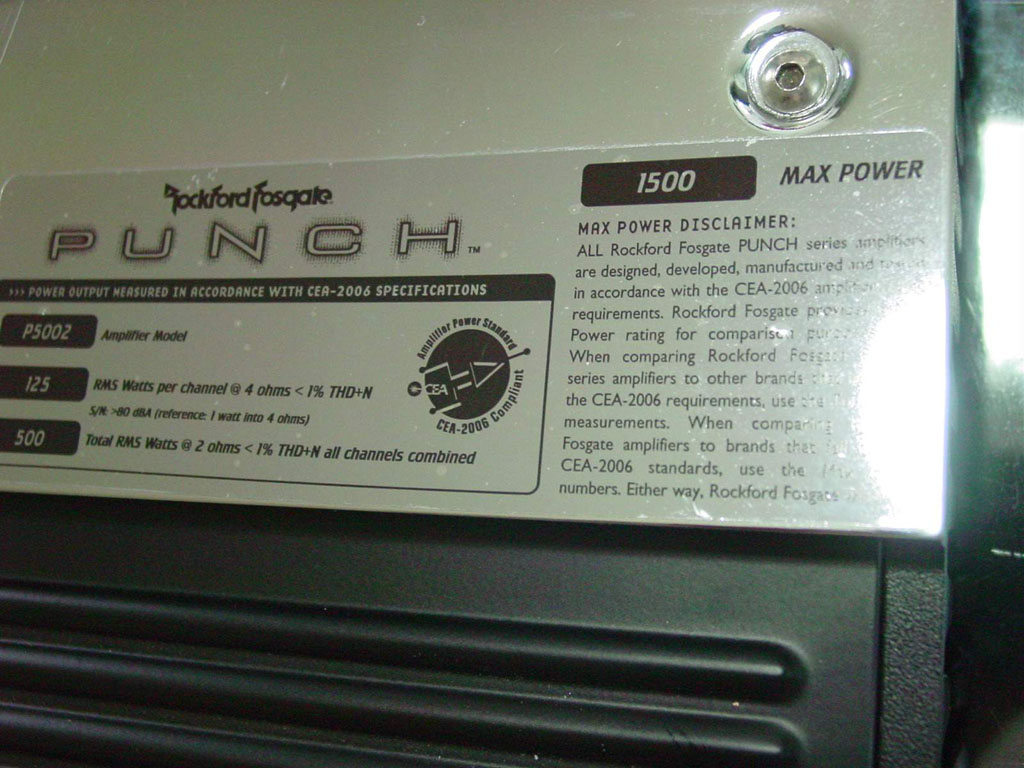 Rockford Fosgate
PUNCH™
>>> POWER OUTPUT MEASURED IN ACCORDANCE WITH CEA-2006 SPECIFICATIONS
P5002 Amplifier Model
125 RMS Watts per channel @ 4 ohms < 1% THD+N
S/N: >80 dBA (reference: 1 watt into 4 ohms)
500 Total RMS Watts @ 2 ohms < 1% THD+N all channels combined
Amplifier Power Standard
CEA
CEA-2006 Compliant
1500 MAX POWER
MAX POWER DISCLAIMER:
ALL Rockford Fosgate PUNCH series amplifiers
are designed, developed, manufactured and
in accordance with the CEA-2006
requirements. Rockford Fosgate
Power rating for comparison
When comparing Rockford
series amplifiers to other brands
the CEA-2006 requirements, use
measurements. When
Fosgate amplifiers to brands that
CEA-2006 standards, use the
numbers. Either way, Rockford Fosgate